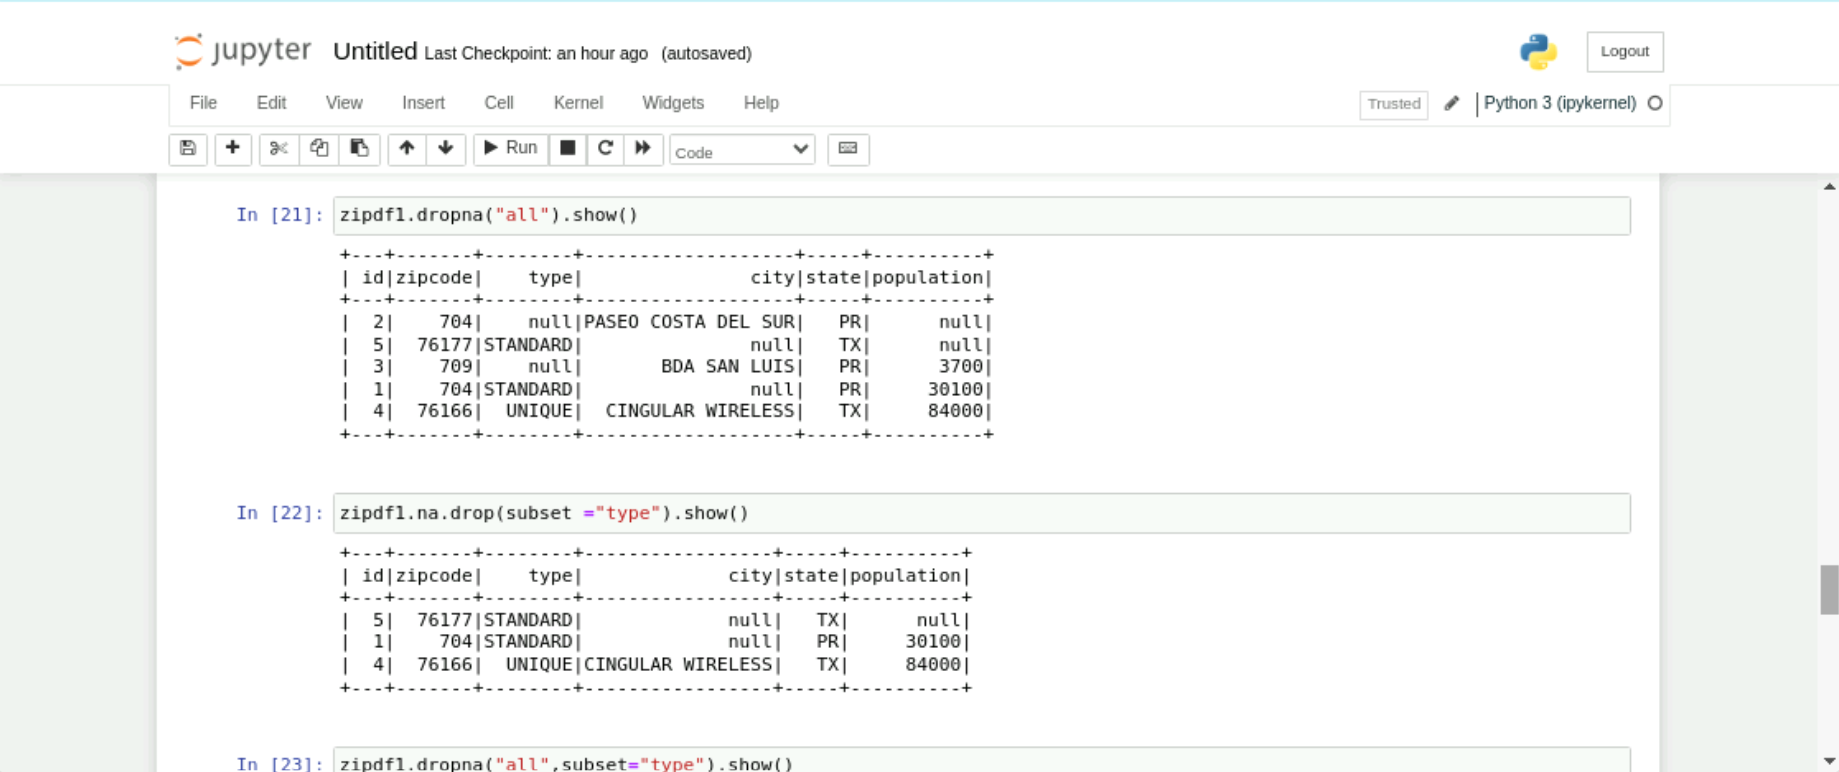 jupyter Untitled Last Checkpoint: an hour ago (autosaved) Logout
File Edit View Insert Cell Kernel Widgets Help Trusted Python 3 (ipykernel)
Run Code
In [21]: zipdf1.dropna("all").show()
+---+-------+--------+-------------------+-----+----------+
| id|zipcode|    type|               city|state|population|
+---+-------+--------+-------------------+-----+----------+
|  2|    704|    null|PASEO COSTA DEL SUR|   PR|      null|
|  5|  76177|STANDARD|               null|   TX|      null|
|  3|    709|    null|       BDA SAN LUIS|   PR|      3700|
|  1|    704|STANDARD|               null|   PR|     30100|
|  4|  76166|  UNIQUE|  CINGULAR WIRELESS|   TX|     84000|
+---+-------+--------+-------------------+-----+----------+
In [22]: zipdf1.na.drop(subset ="type").show()
+---+-------+--------+-----------------+-----+----------+
| id|zipcode|    type|             city|state|population|
+---+-------+--------+-----------------+-----+----------+
|  5|  76177|STANDARD|             null|   TX|      null|
|  1|    704|STANDARD|             null|   PR|     30100|
|  4|  76166|  UNIQUE|CINGULAR WIRELESS|   TX|     84000|
+---+-------+--------+-----------------+-----+----------+
In [23]: zipdf1.dropna("all",subset="type").show()